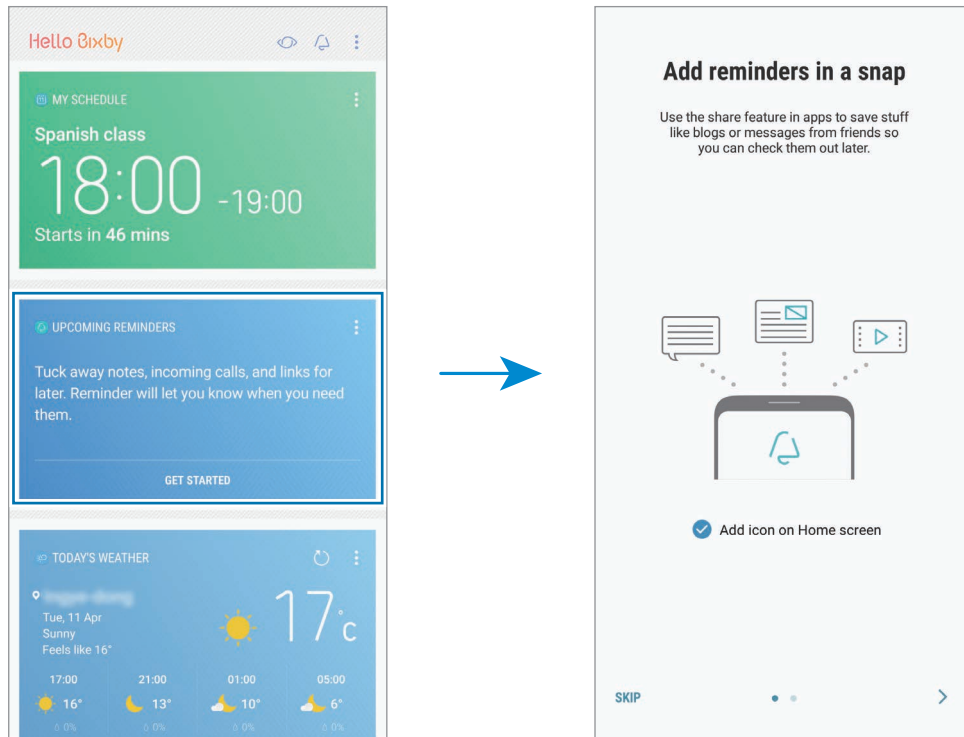 Hello Bixby
MY SCHEDULE
Spanish class
18:00 -19:00
Starts in 46 mins
UPCOMING REMINDERS
Tuck away notes, incoming calls, and links for
later. Reminder will let you know when you need
them.
GET STARTED
TODAY'S WEATHER
17°c
Tue, 11 Apr
Sunny
Feels like 16°
17:00 21:00 01:00 05:00
16° 13° 10° 6°
0% 0% 0% 0%
Add reminders in a snap
Use the share feature in apps to save stuff
like blogs or messages from friends so
you can check them out later.
Add icon on Home screen
SKIP